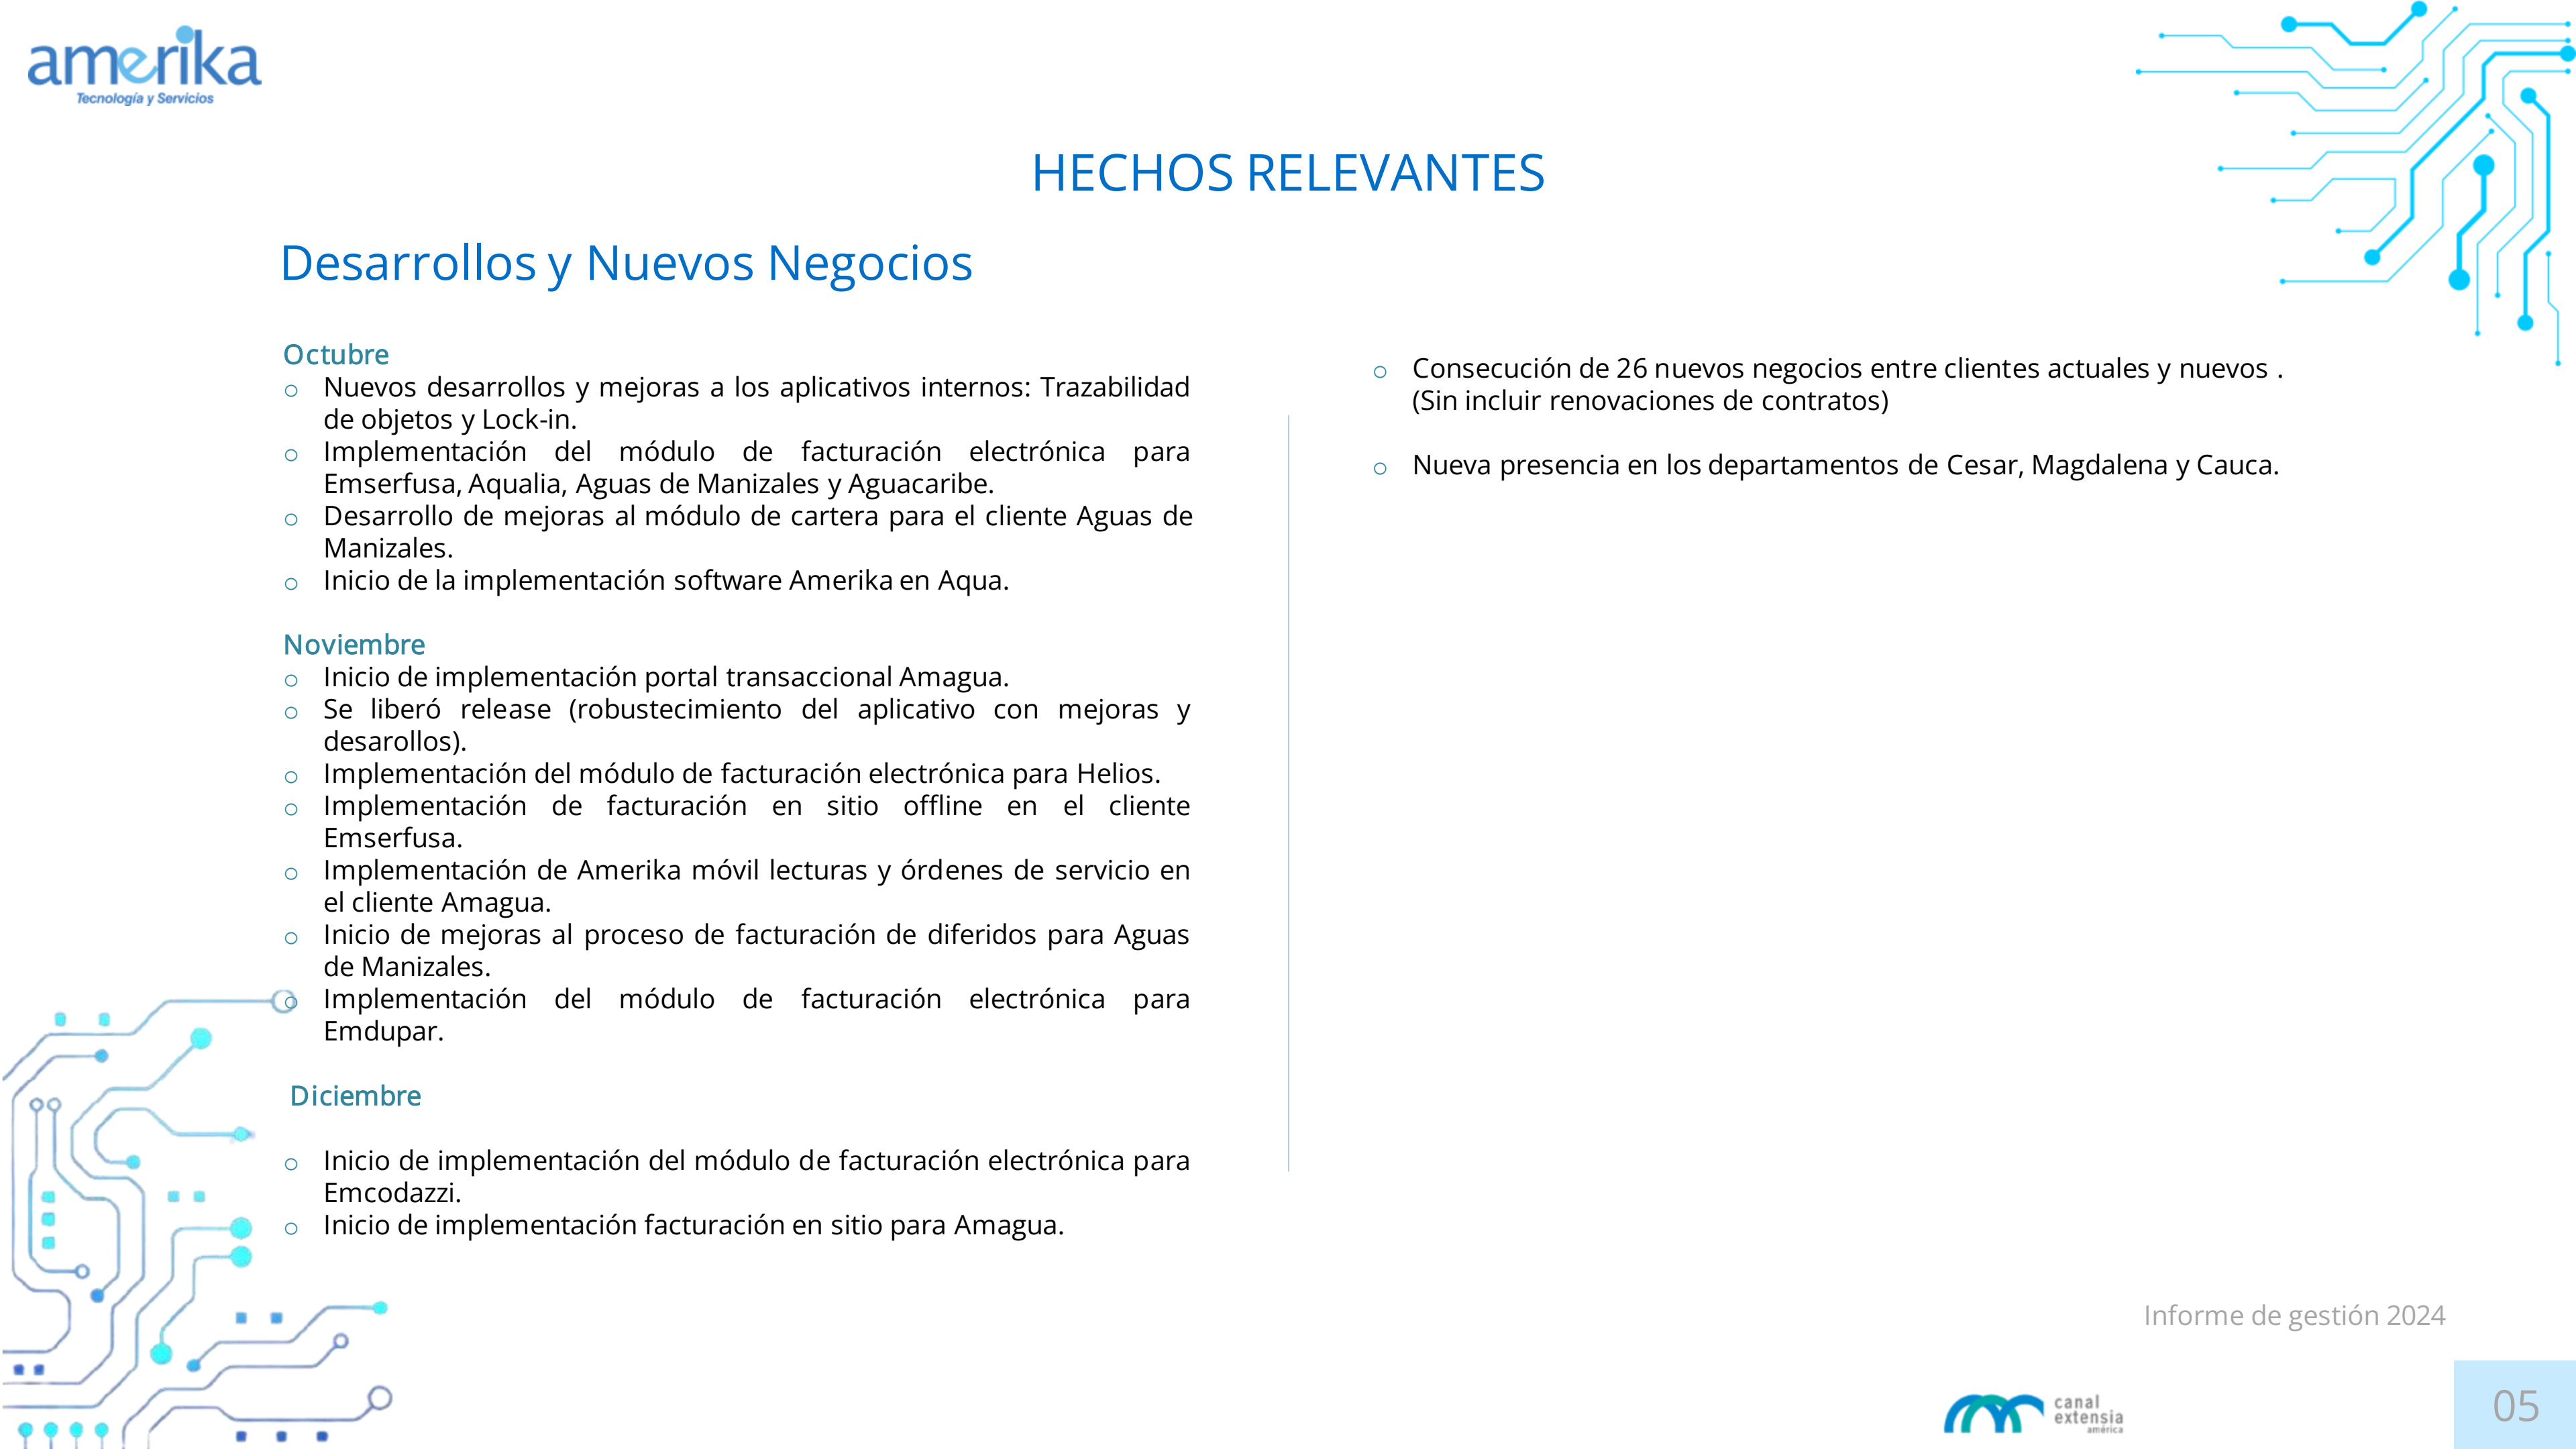 amerika
Tecnología y Servicios
HECHOS RELEVANTES
Desarrollos y Nuevos Negocios
Octubre
o Nuevos desarrollos y mejoras a los aplicativos internos: Trazabilidad
de objetos y Lock-in.
o Implementación del módulo de facturación electrónica para
Emserfusa, Aqualia, Aguas de Manizales y Aguacaribe.
o Desarrollo de mejoras al módulo de cartera para el cliente Aguas de
Manizales.
o Inicio de la implementación software Amerika en Aqua.
Noviembre
o Inicio de implementación portal transaccional Amagua.
o Se liberó release (robustecimiento del aplicativo con mejoras y
desarollos).
o Implementación del módulo de facturación electrónica para Helios.
o Implementación de facturación en sitio offline en el cliente
Emserfusa.
o Implementación de Amerika móvil lecturas y órdenes de servicio en
el cliente Amagua.
o Inicio de mejoras al proceso de facturación de diferidos para Aguas
de Manizales.
o Implementación del módulo de facturación electrónica para
Emdupar.
Diciembre
o Inicio de implementación del módulo de facturación electrónica para
Emcodazzi.
o Inicio de implementación facturación en sitio para Amagua.
o Consecución de 26 nuevos negocios entre clientes actuales y nuevos .
(Sin incluir renovaciones de contratos)
o Nueva presencia en los departamentos de Cesar, Magdalena y Cauca.
Informe de gestión 2024
canal
extensia
américa
05